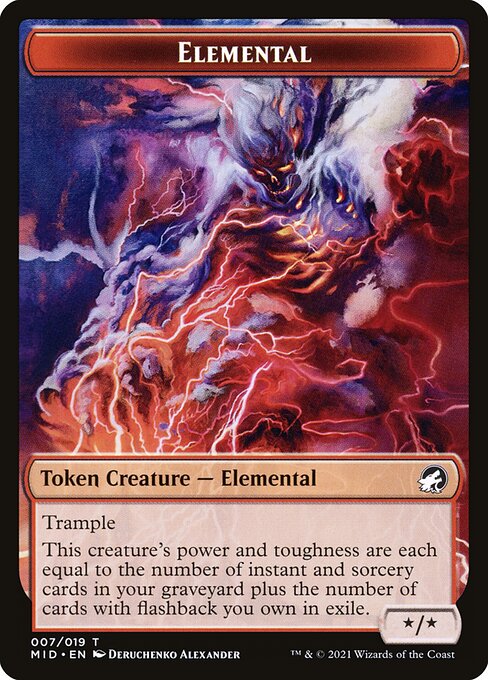 Elemental
Token Creature — Elemental
Trample
This creature's power and toughness are each
equal to the number of instant and sorcery
cards in your graveyard plus the number of
cards with flashback you own in exile.
★/★
007/019 T
MID • EN Deruchenko Alexander
™ & © 2021 Wizards of the Coast